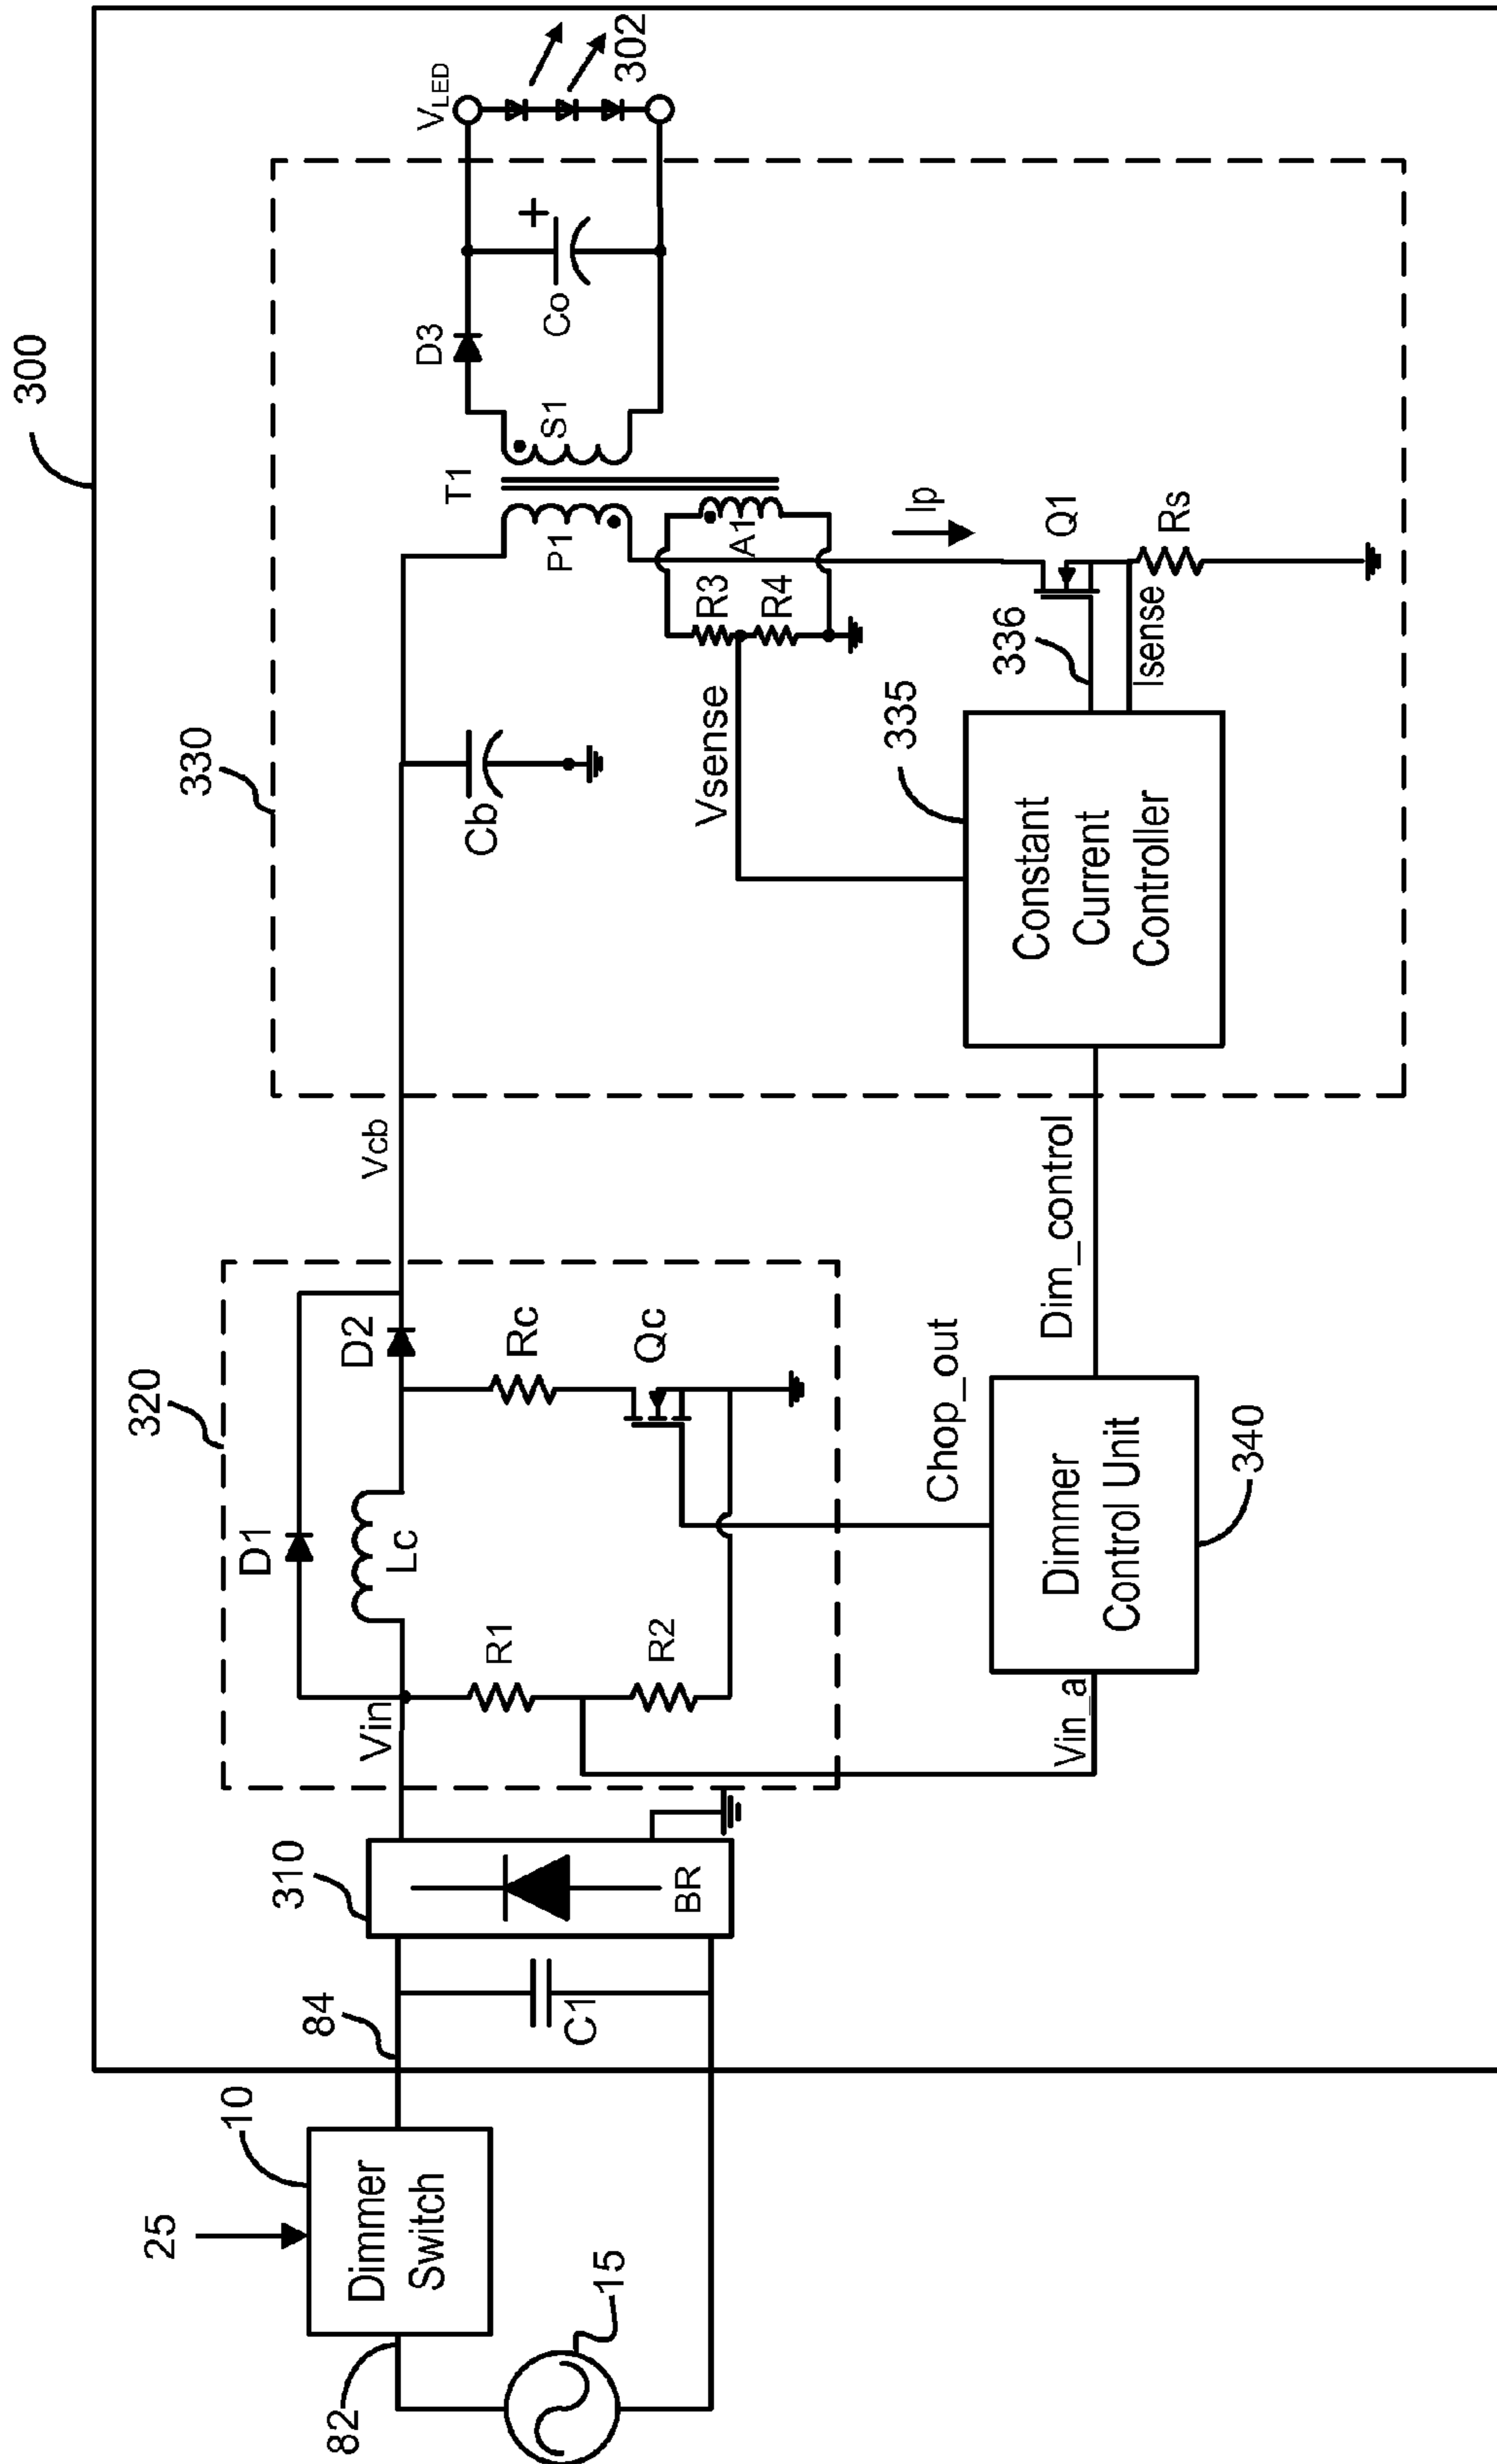 300
25
10
Dimmer
Switch
82
15
84
C1
310
BR
320
D1
Lc
D2
Vin
R1
R2
Rc
Qc
Vin_a
Chop_out
Dimmer
Control Unit
340
Dim_control
Vcb
330
Cb
T1
P1
S1
A1
D3
Co
+
VLED
302
R3
R4
Vsense
Ip
Q1
Rs
336
Isense
335
Constant
Current
Controller